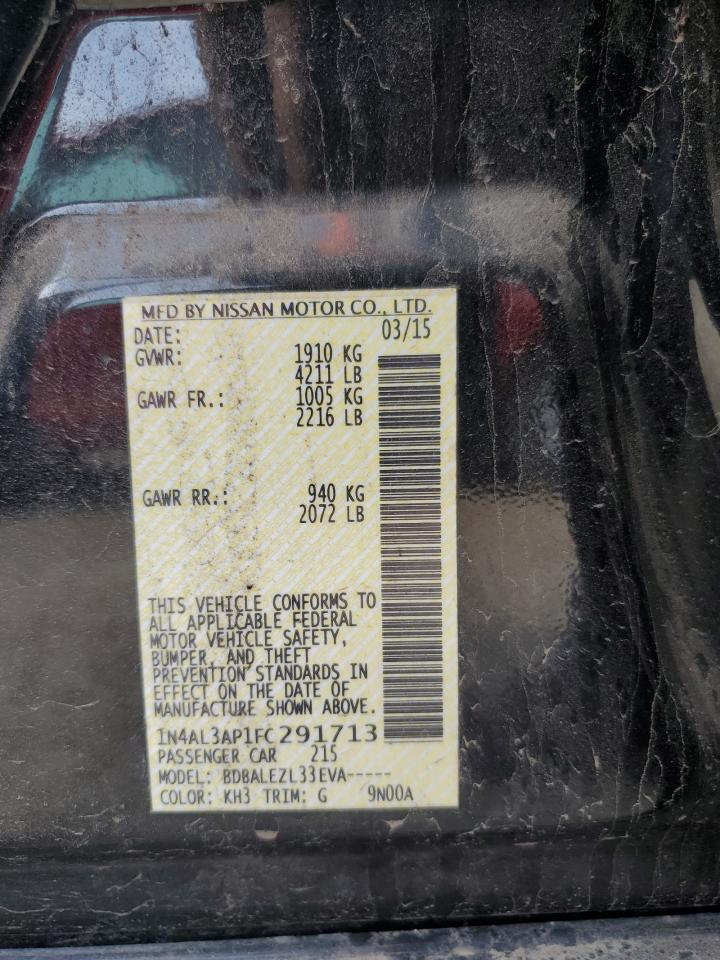 MFD BY NISSAN MOTOR CO., LTD.
DATE: 03/15
GVWR: 1910 KG
4211 LB
GAWR FR.: 1005 KG
2216 LB
GAWR RR.: 940 KG
2072 LB
THIS VEHICLE CONFORMS TO
ALL APPLICABLE FEDERAL
MOTOR VEHICLE SAFETY,
BUMPER, AND THEFT
PREVENTION STANDARDS IN
EFFECT ON THE DATE OF
MANUFACTURE SHOWN ABOVE.
1N4AL3AP1FC291713
PASSENGER CAR 215
MODEL: BDBALEZL33EVA-----
COLOR: KH3 TRIM: G 9N00A